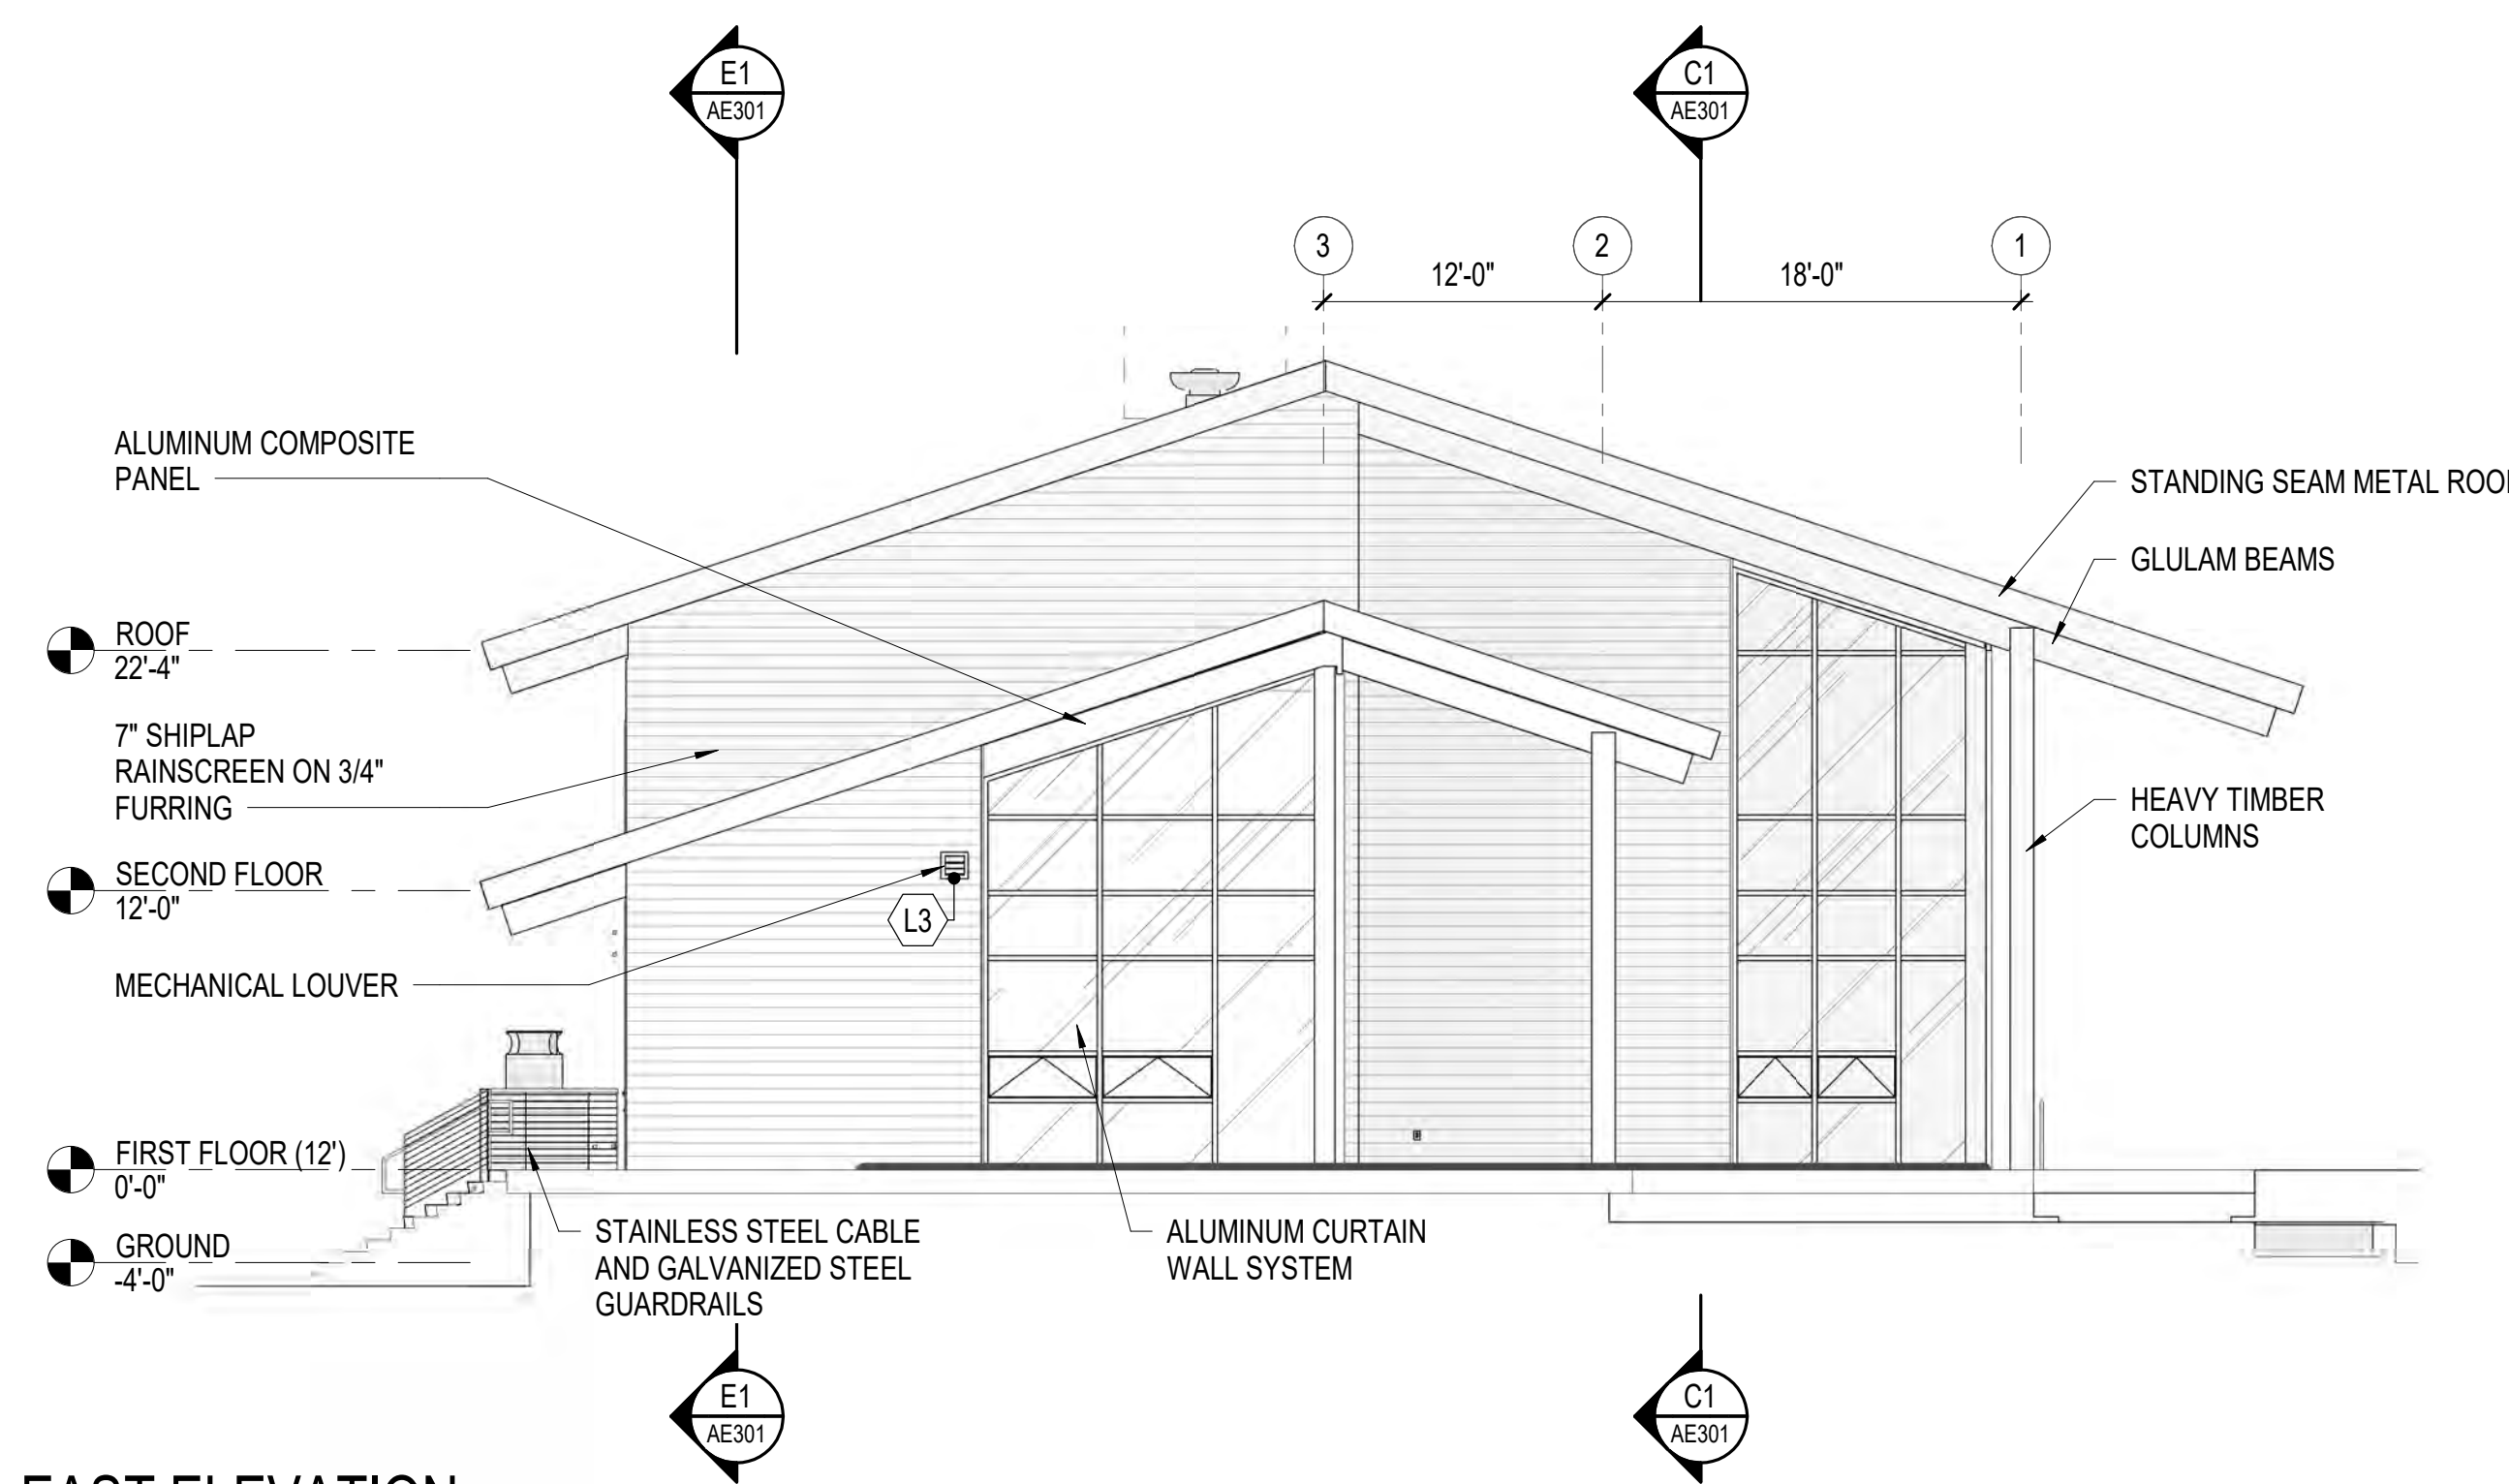 E1
AE301
C1
AE301
3
2
1
12'-0"
18'-0"
ALUMINUM COMPOSITE
PANEL
STANDING SEAM METAL ROOF
GLULAM BEAMS
ROOF
22'-4"
7" SHIPLAP
RAINSCREEN ON 3/4"
FURRING
HEAVY TIMBER
COLUMNS
SECOND FLOOR
12'-0"
L3
MECHANICAL LOUVER
FIRST FLOOR (12')
0'-0"
STAINLESS STEEL CABLE
AND GALVANIZED STEEL
GUARDRAILS
ALUMINUM CURTAIN
WALL SYSTEM
GROUND
-4'-0"
E1
AE301
C1
AE301
EAST ELEVATION